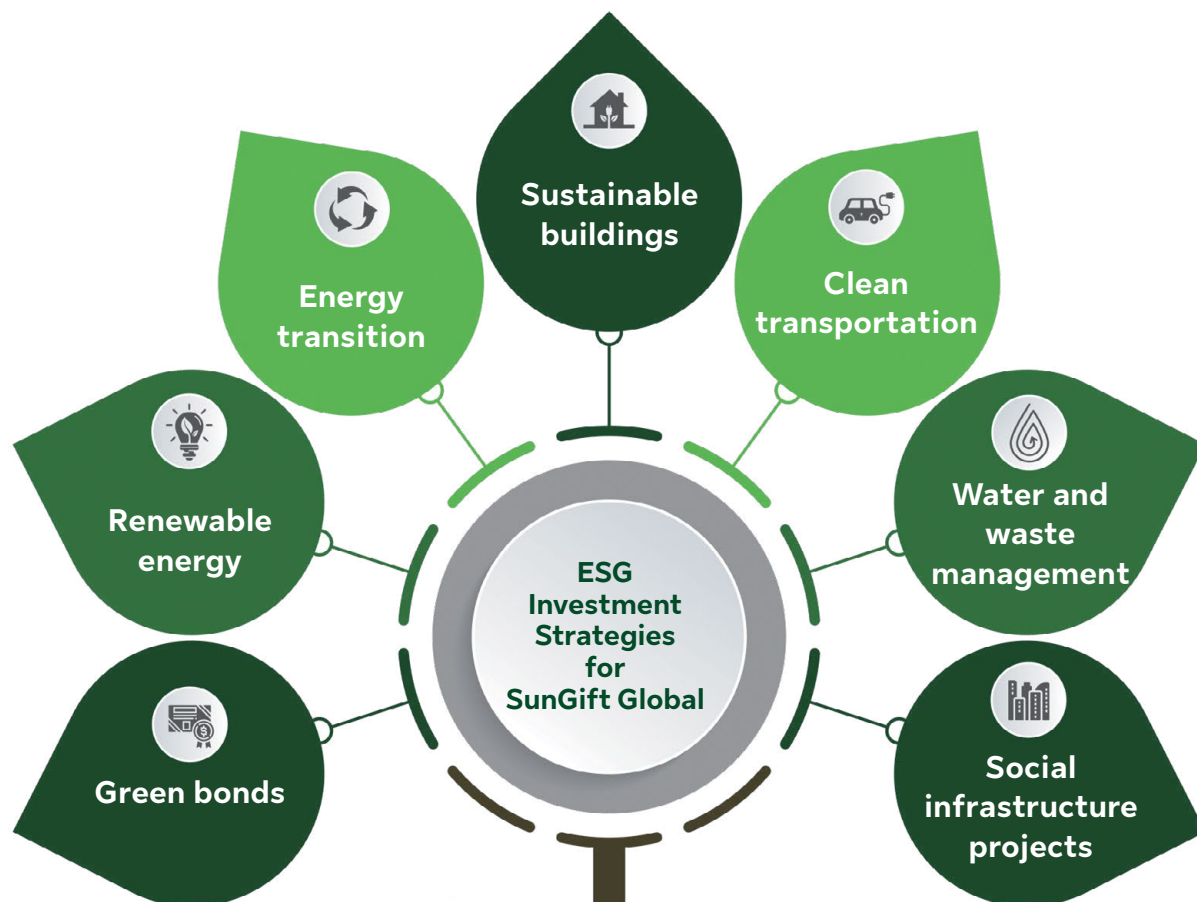 Sustainable
buildings
Energy
transition
Clean
transportation
Renewable
energy
Water and
waste
management
ESG
Investment
Strategies
for
SunGift Global
Green bonds
Social
infrastructure
projects